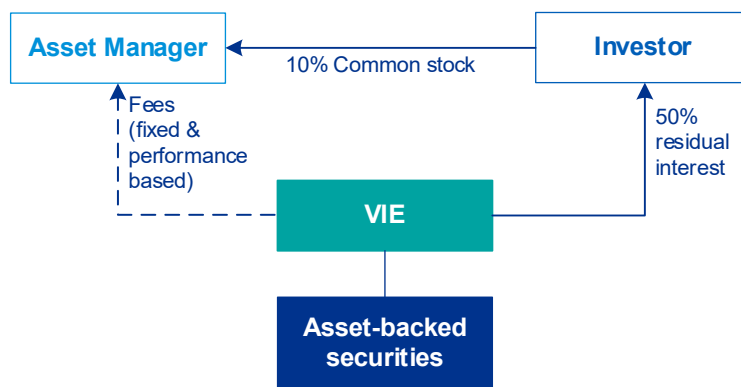 Asset Manager
Investor
10% Common stock
Fees
(fixed &
performance
based)
50%
residual
interest
VIE
Asset-backed
securities